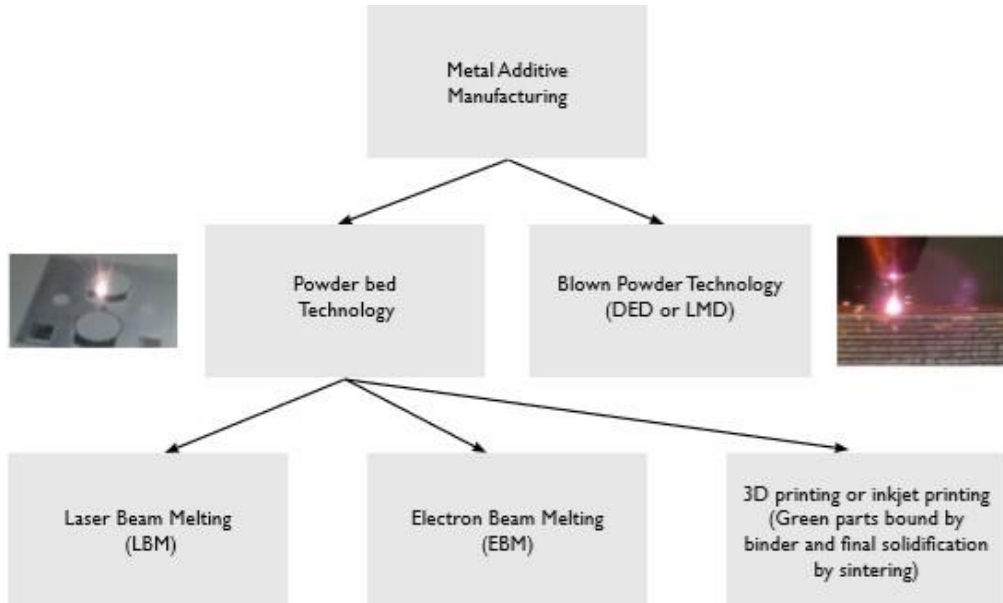 Metal Additive
Manufacturing
Powder bed
Technology
Blown Powder Technology
(DED or LMD)
Laser Beam Melting
(LBM)
Electron Beam Melting
(EBM)
3D printing or inkjet printing
(Green parts bound by
binder and final solidification
by sintering)